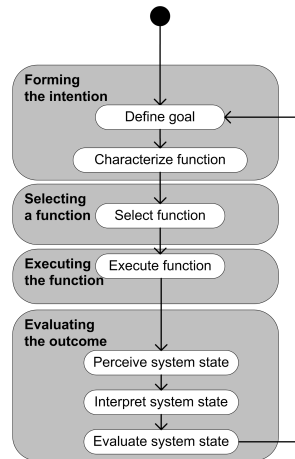 Forming
the intention
Define goal
Characterize function
Selecting
a function
Select function
Executing
the function
Execute function
Evaluating
the outcome
Perceive system state
Interpret system state
Evaluate system state